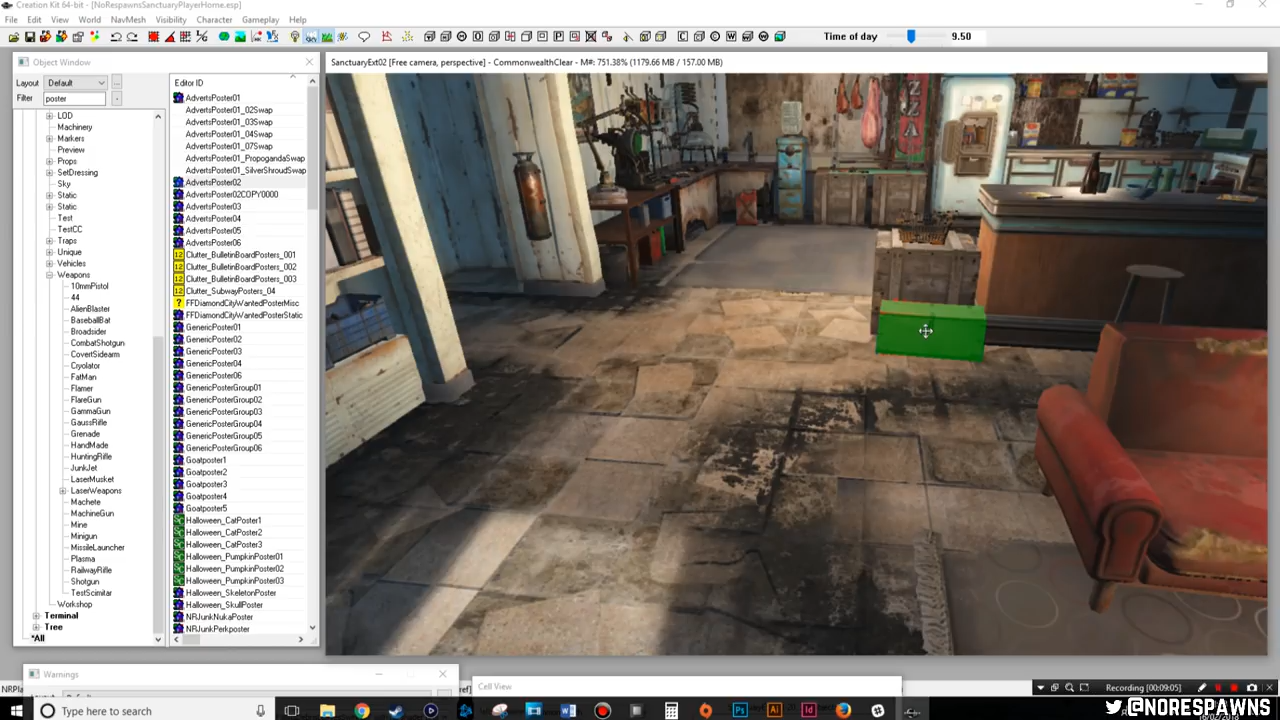 Creation Kit 64-bit - [NoRespawnsSanctuaryPlayerHome.esp]
File Edit View World NavMesh Visibility Character Gameplay Help
Time of day 9.50
Object Window
Layout Default
Filter poster
LOD
Machinery
Markers
Preview
Props
SetDressing
Sky
Static
Static
Test
TestCC
Traps
Unique
Vehicles
Weapons
10mmPistol
44
AlienBlaster
BaseballBat
Broadsider
CombatShotgun
CovertSidearm
Cryolator
FatMan
Flamer
FlareGun
GammaGun
GaussRifle
Grenade
HandMade
HuntingRifle
JunkJet
LaserMusket
LaserWeapons
Machete
MachineGun
Mine
Minigun
MissileLauncher
Plasma
RailwayRifle
Shotgun
TestScimitar
Workshop
Terminal
Tree
*All
Editor ID
AdvertsPoster01
AdvertsPoster01_02Swap
AdvertsPoster01_03Swap
AdvertsPoster01_04Swap
AdvertsPoster01_07Swap
AdvertsPoster01_PropogandaSwap
AdvertsPoster01_SilverShroudSwap
AdvertsPoster02
AdvertsPoster02COPY0000
AdvertsPoster03
AdvertsPoster04
AdvertsPoster05
AdvertsPoster06
Clutter_BulletinBoardPosters_001
Clutter_BulletinBoardPosters_002
Clutter_BulletinBoardPosters_003
Clutter_SubwayPosters_04
FFDiamondCityWantedPosterMisc
FFDiamondCityWantedPosterStatic
GenericPoster01
GenericPoster02
GenericPoster03
GenericPoster04
GenericPoster06
GenericPosterGroup01
GenericPosterGroup02
GenericPosterGroup03
GenericPosterGroup04
GenericPosterGroup05
GenericPosterGroup06
Goatposter1
Goatposter2
Goatposter3
Goatposter4
Goatposter5
Halloween_CatPoster1
Halloween_CatPoster2
Halloween_CatPoster3
Halloween_PumpkinPoster01
Halloween_PumpkinPoster02
Halloween_PumpkinPoster03
Halloween_SkeletonPoster
Halloween_SkullPoster
NRJunkNukaPoster
NRJunkPerkposter
SanctuaryExt02 [Free camera, perspective] - CommonwealthClear - M#: 751.38% (1179.66 MB / 157.00 MB)
Warnings
Cell View
Recording [00:09:05]
Type here to search
@NORESPAWNS